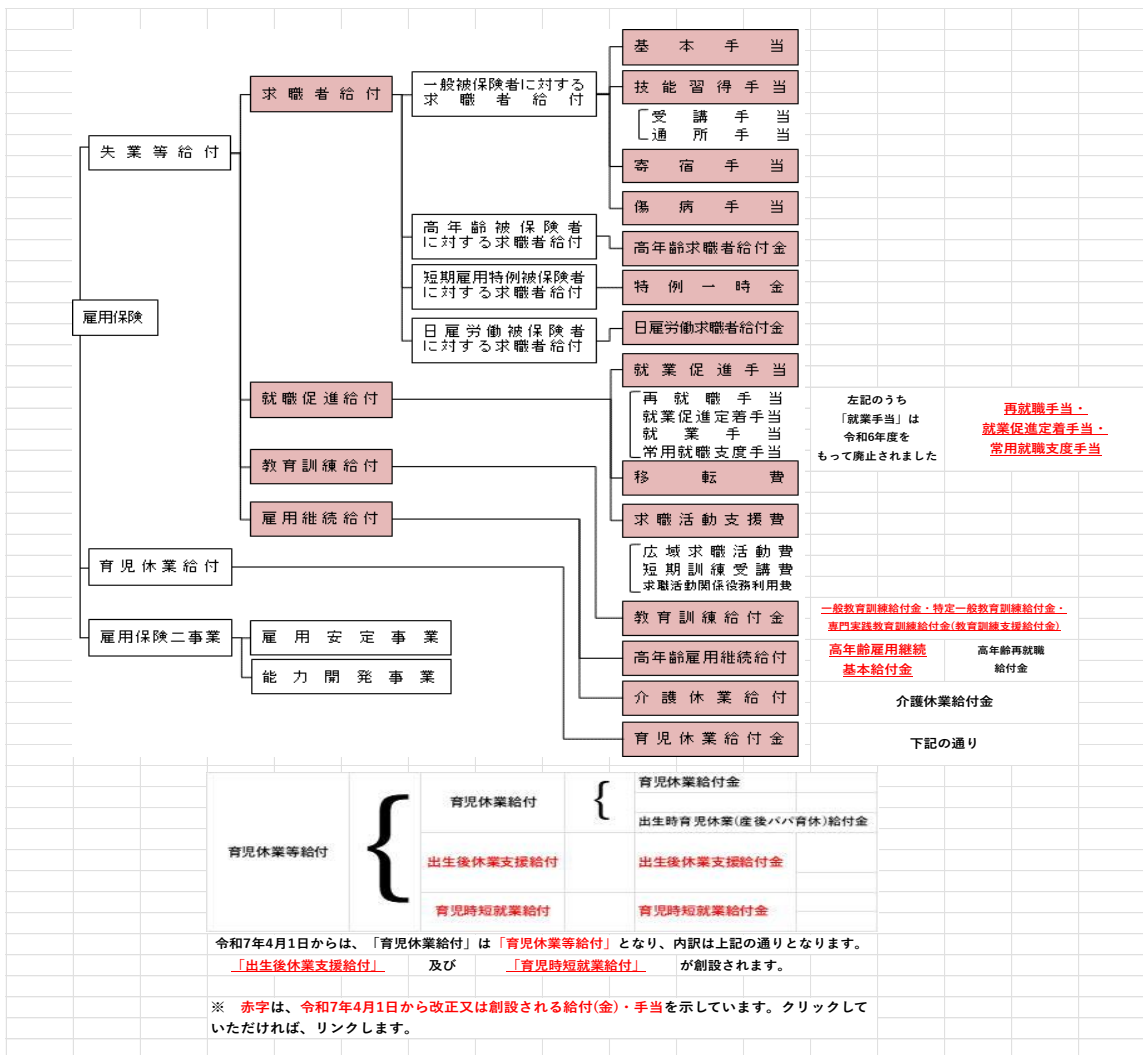 基本手当
求職者給付
一般被保険者に対する
求職者給付
技能習得手当
受講手当
通所手当
失業等給付
寄宿手当
傷病手当
高年齢被保険者
に対する求職者給付
高年齢求職者給付金
短期雇用特例被保険者
に対する求職者給付
特例一時金
雇用保険
日雇労働被保険者
に対する求職者給付
日雇労働求職者給付金
就業促進手当
就職促進給付
再就職手当
就業促進定着手当
就業手当
常用就職支度手当
左記のうち
「就業手当」は
令和6年度を
もって廃止されました
再就職手当・
就業促進定着手当・
常用就職支度手当
教育訓練給付
移転費
雇用継続給付
求職活動支援費
広域求職活動費
短期訓練受講費
求職活動関係役務利用費
育児休業給付
教育訓練給付金
一般教育訓練給付金・特定一般教育訓練給付金・
専門実践教育訓練給付金(教育訓練支援給付金)
雇用保険二事業
雇用安定事業
高年齢雇用継続給付
高年齢雇用継続
基本給付金
高年齢再就職
給付金
能力開発事業
介護休業給付
介護休業給付金
育児休業給付金
下記の通り
育児休業等給付
{
育児休業給付
{
育児休業給付金
出生時育児休業(産後パパ育休)給付金
出生後休業支援給付
出生後休業支援給付金
育児時短就業給付
育児時短就業給付金
令和7年4月1日からは、「育児休業給付」は「育児休業等給付」となり、内訳は上記の通りとなります。
「出生後休業支援給付」 及び 「育児時短就業給付」 が創設されます。
※ 赤字は、令和7年4月1日から改正又は創設される給付(金)・手当を示しています。クリックして
いただければ、リンクします。